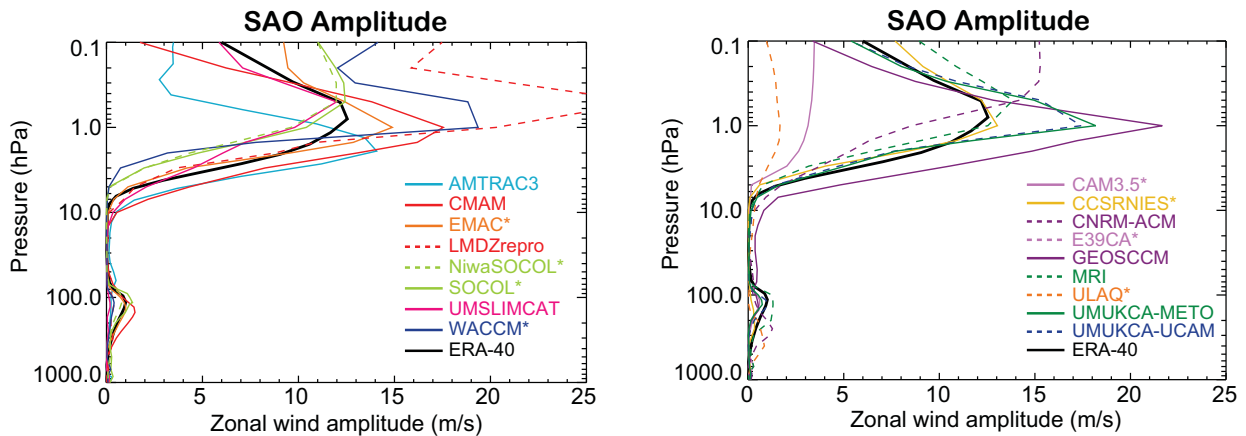 SAO Amplitude
0.1
1.0
10.0
100.0
1000.0
Pressure (hPa)
AMTRAC3
CMAM
EMAC*
LMDZrepro
NiwaSOCOL*
SOCOL*
UMSLIMCAT
WACCM*
ERA-40
0 5 10 15 20 25
Zonal wind amplitude (m/s)
SAO Amplitude
0.1
1.0
10.0
100.0
1000.0
Pressure (hPa)
CAM3.5*
CCSRNIES*
CNRM-ACM
E39CA*
GEOSCCM
MRI
ULAQ*
UMUKCA-METO
UMUKCA-UCAM
ERA-40
0 5 10 15 20 25
Zonal wind amplitude (m/s)